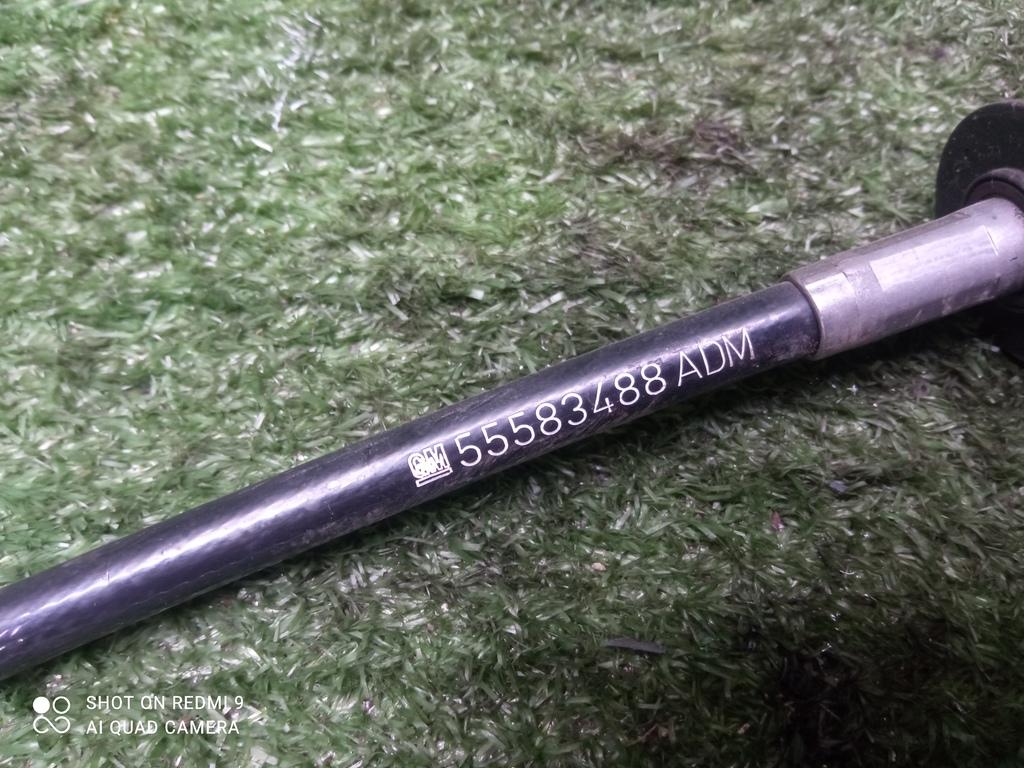 GM 55583488 ADM
SHOT ON REDMI 9
AI QUAD CAMERA